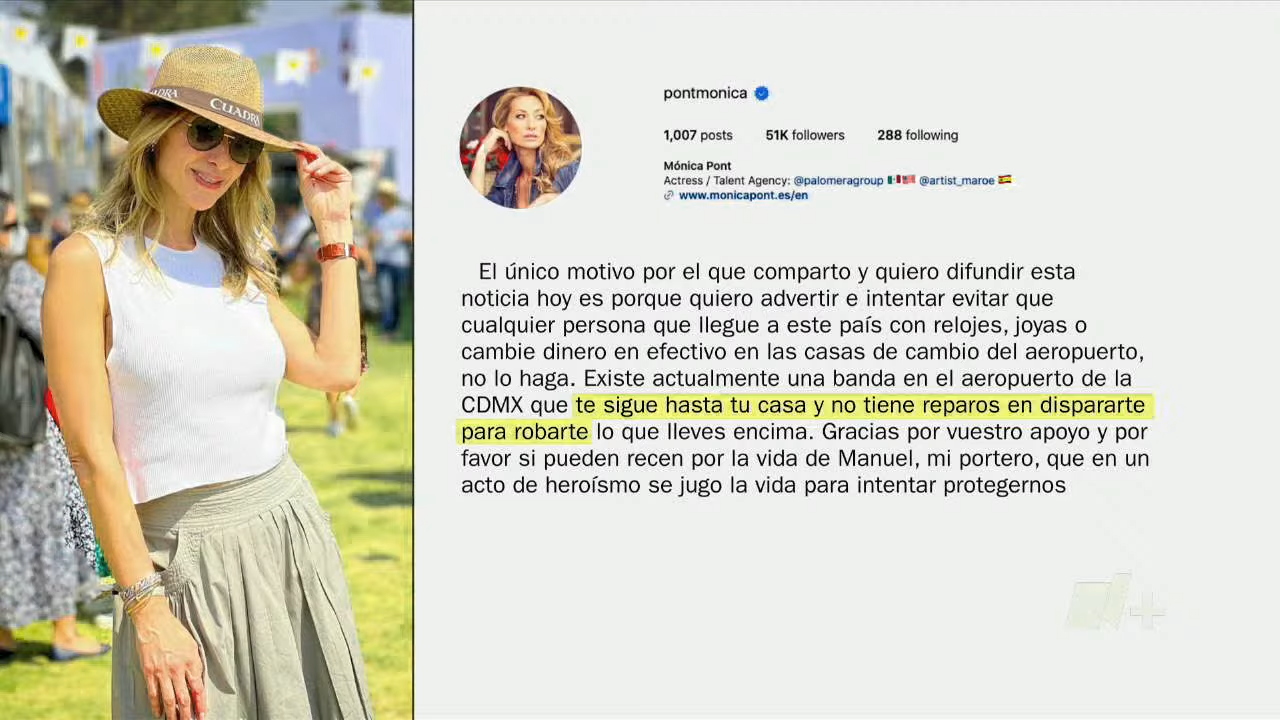 ADRA CUADRA
pontmonica
1,007 posts 51K followers 288 following
Mónica Pont
Actress / Talent Agency: @palomeragroup 🇲🇽🇺🇸 @artist_maroe 🇪🇸
www.monicapont.es/en
El único motivo por el que comparto y quiero difundir esta
noticia hoy es porque quiero advertir e intentar evitar que
cualquier persona que llegue a este país con relojes, joyas o
cambie dinero en efectivo en las casas de cambio del aeropuerto,
no lo haga. Existe actualmente una banda en el aeropuerto de la
CDMX que te sigue hasta tu casa y no tiene reparos en dispararte
para robarte lo que lleves encima. Gracias por vuestro apoyo y por
favor si pueden recen por la vida de Manuel, mi portero, que en un
acto de heroísmo se jugo la vida para intentar protegernos
N+